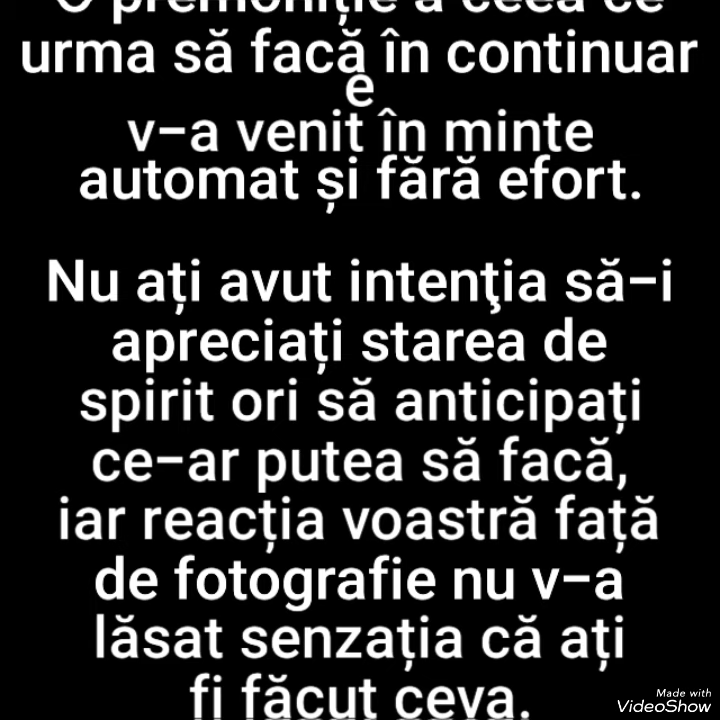 O premoniție a ceea ce
urma să facă în continuar
e
v-a venit în minte
automat și fără efort.
Nu ați avut intenţia să-i
apreciați starea de
spirit ori să anticipați
ce-ar putea să facă,
iar reacția voastră față
de fotografie nu v-a
lăsat senzația că ați
fi făcut ceva.
Made with
VideoShow